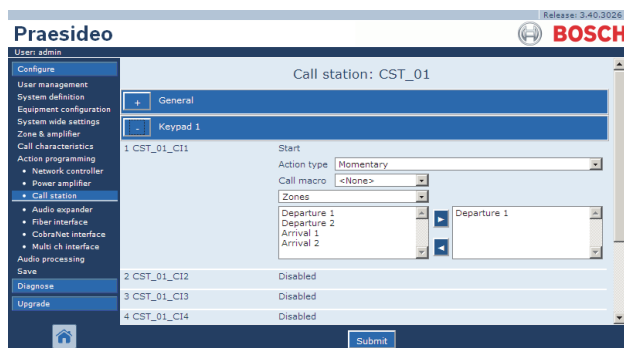 Release: 3.40.3026
Praesideo
BOSCH
User: admin
Configure
User management
System definition
Equipment configuration
System wide settings
Zone & amplifier
Call characteristics
Action programming
• Network controller
• Power amplifier
• Call station
• Audio expander
• Fiber interface
• CobraNet interface
• Multi ch interface
Audio processing
Save
Diagnose
Upgrade
Call station: CST_01
+ General
- Keypad 1
1 CST_01_CI1 Start
Action type Momentary
Call macro <None>
Zones
Departure 1
Departure 2
Arrival 1
Arrival 2
Departure 1
2 CST_01_CI2 Disabled
3 CST_01_CI3 Disabled
4 CST_01_CI4 Disabled
Submit